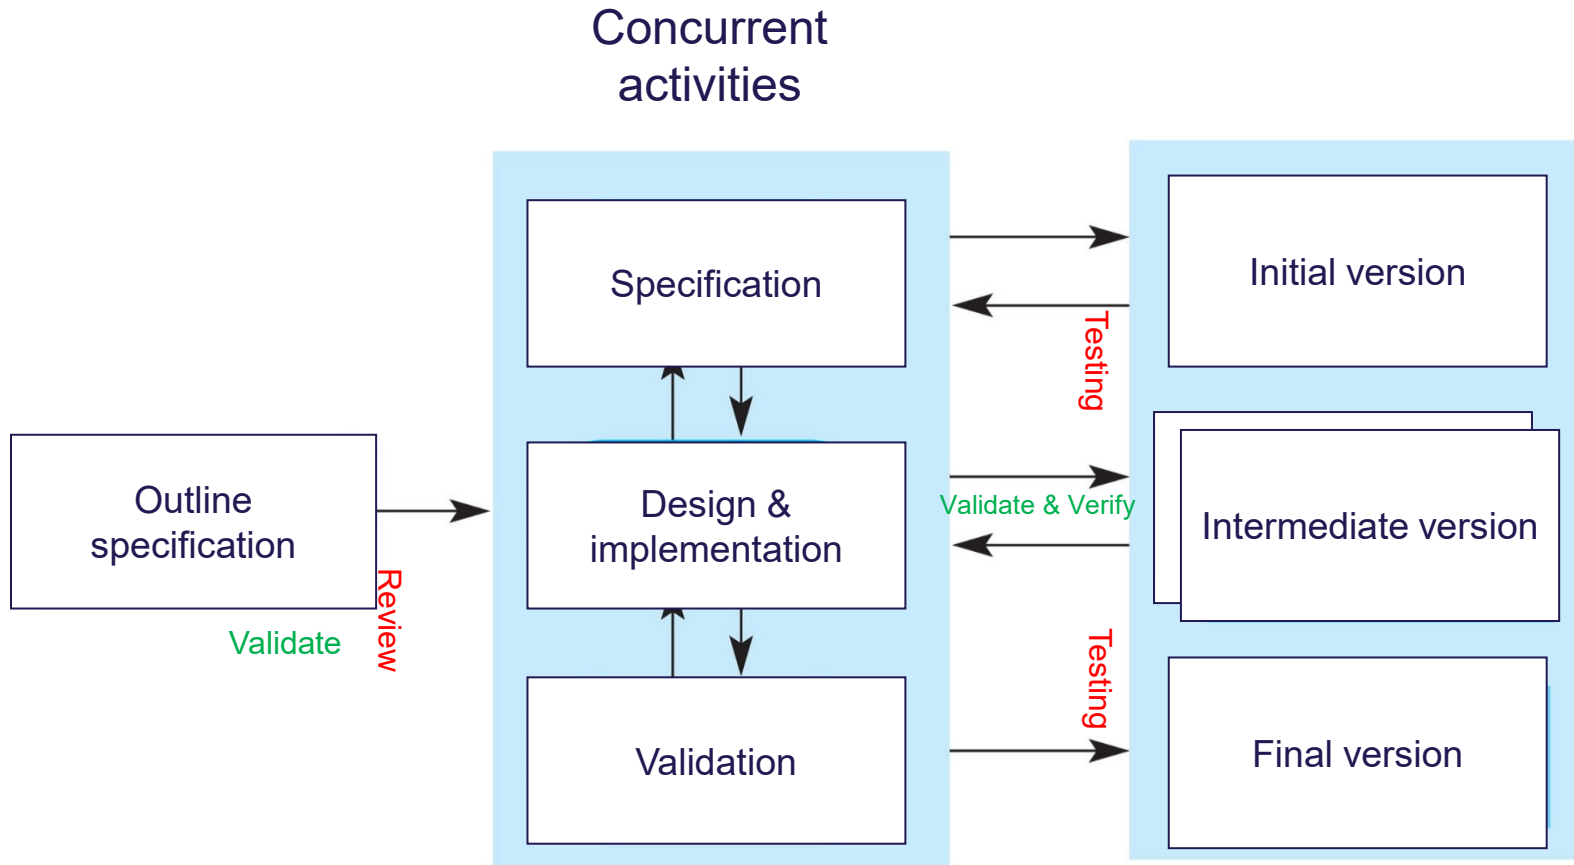 Concurrent
activities
Outline
specification
Validate
Review
Specification
Design &
implementation
Validation
Testing
Validate & Verify
Testing
Initial version
Intermediate version
Final version